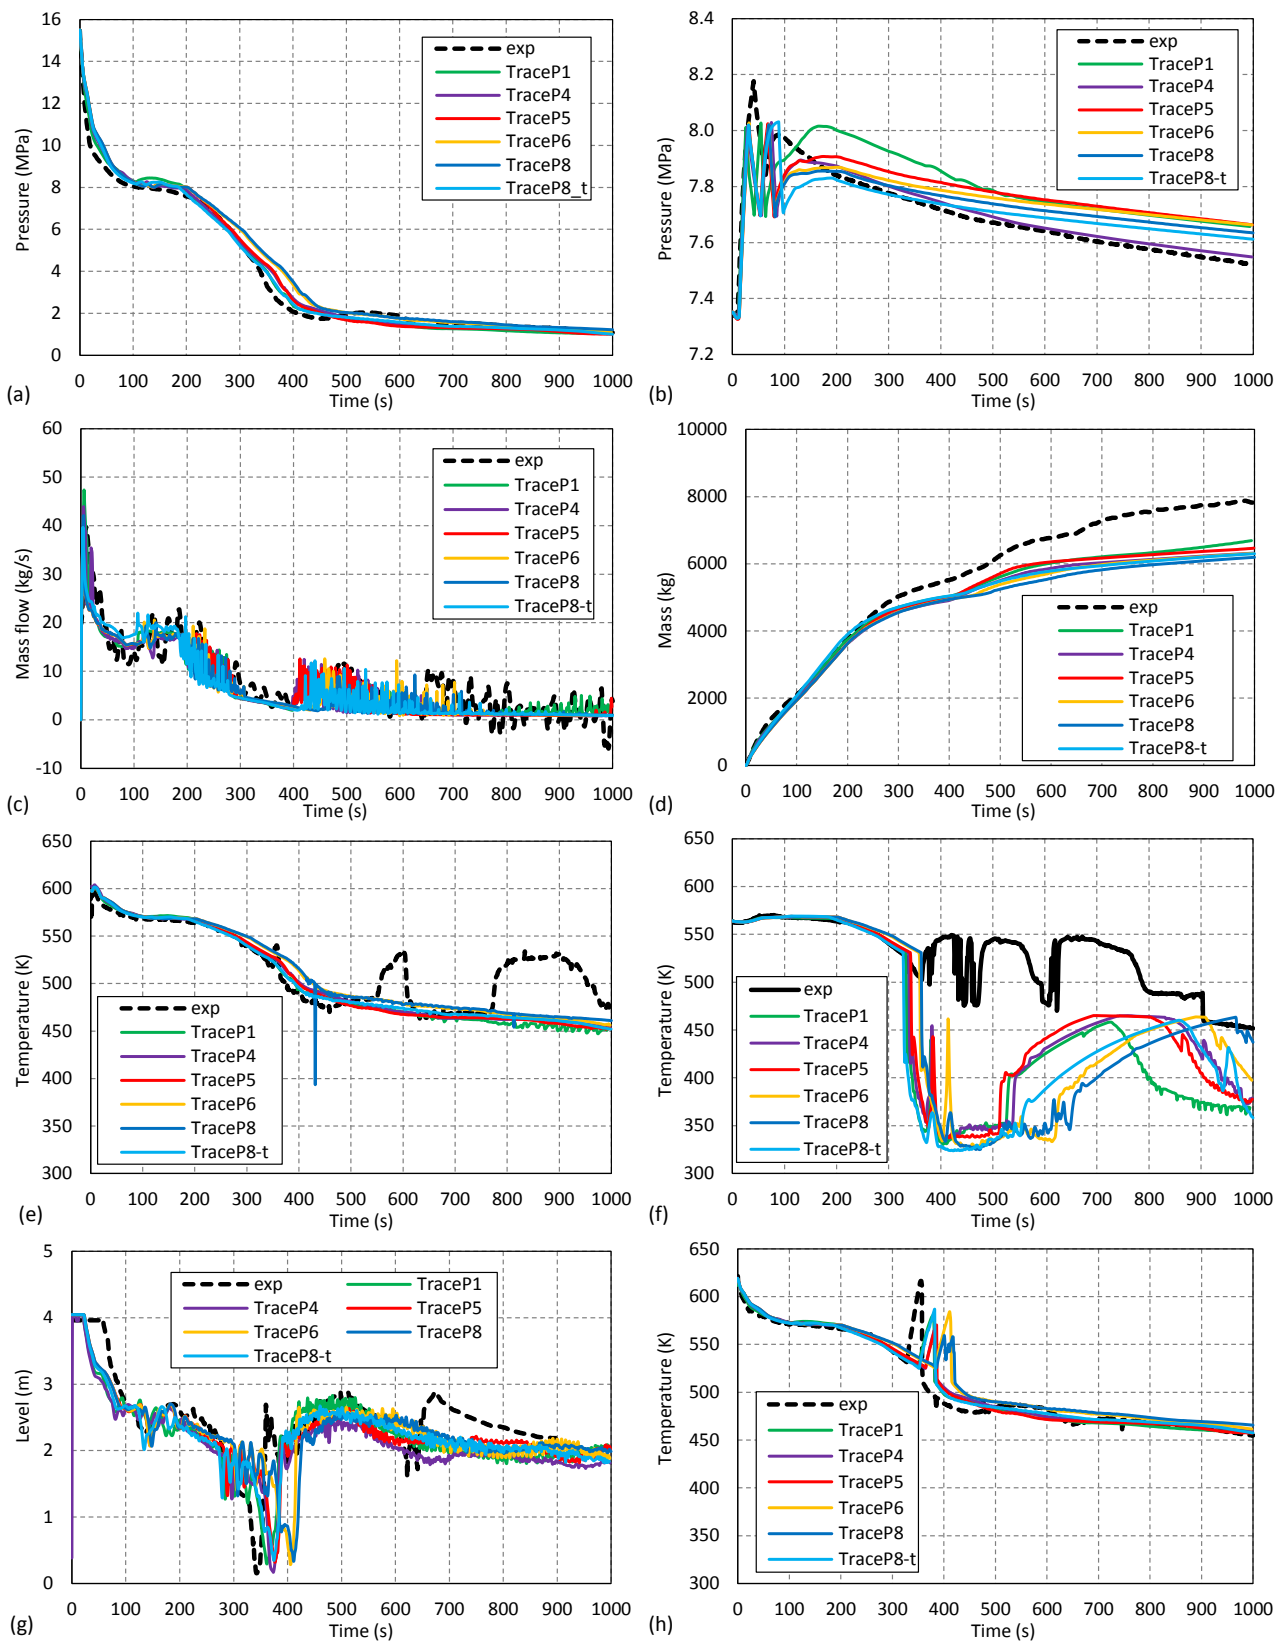 16
14
12
10
8
6
4
2
0
Pressure (MPa)
exp
TraceP1
TraceP4
TraceP5
TraceP6
TraceP8
TraceP8_t
0 100 200 300 400 500 600 700 800 900 1000
Time (s)
(a)
8.4
8.2
8.0
7.8
7.6
7.4
7.2
Pressure (MPa)
exp
TraceP1
TraceP4
TraceP5
TraceP6
TraceP8
TraceP8-t
0 100 200 300 400 500 600 700 800 900 1000
Time (s)
(b)
60
50
40
30
20
10
0
-10
Mass flow (kg/s)
exp
TraceP1
TraceP4
TraceP5
TraceP6
TraceP8
TraceP8-t
0 100 200 300 400 500 600 700 800 900 1000
Time (s)
(c)
10000
8000
6000
4000
2000
0
Mass (kg)
exp
TraceP1
TraceP4
TraceP5
TraceP6
TraceP8
TraceP8-t
0 100 200 300 400 500 600 700 800 900 1000
Time (s)
(d)
650
600
550
500
450
400
350
300
Temperature (K)
exp
TraceP1
TraceP4
TraceP5
TraceP6
TraceP8
TraceP8-t
0 100 200 300 400 500 600 700 800 900 1000
Time (s)
(e)
650
600
550
500
450
400
350
300
Temperature (K)
exp
TraceP1
TraceP4
TraceP5
TraceP6
TraceP8
TraceP8-t
0 100 200 300 400 500 600 700 800 900 1000
Time (s)
(f)
5
4
3
2
1
0
Level (m)
exp TraceP1
TraceP4 TraceP5
TraceP6 TraceP8
TraceP8-t
0 100 200 300 400 500 600 700 800 900 1000
Time (s)
(g)
650
600
550
500
450
400
350
300
Temperature (K)
exp
TraceP1
TraceP4
TraceP5
TraceP6
TraceP8
TraceP8-t
0 100 200 300 400 500 600 700 800 900 1000
Time (s)
(h)